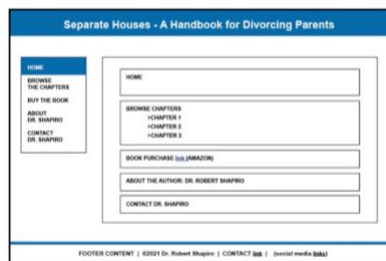 Separate Houses - A Handbook for Divorcing Parents
HOME
BROWSE
THE CHAPTERS
BUY THE BOOK
ABOUT
DR. SHAPIRO
CONTACT
DR. SHAPIRO
HOME
BROWSE CHAPTERS
>CHAPTER 1
>CHAPTER 2
>CHAPTER 3
BOOK PURCHASE link (AMAZON)
ABOUT THE AUTHOR: DR. ROBERT SHAPIRO
CONTACT DR. SHAPIRO
FOOTER CONTENT | ©2021 Dr. Robert Shapiro | CONTACT link | (social media links)